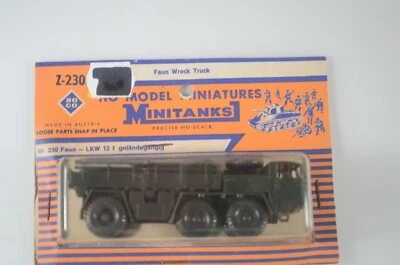 Z-230
Faun Wreck Truck
ROCO
HO MODEL MINIATURES
MINITANKS
MADE IN AUSTRIA
PRECISE HO SCALE
LOOSE PARTS SNAP IN PLACE
230 Faun – LKW 12 t geländegängig